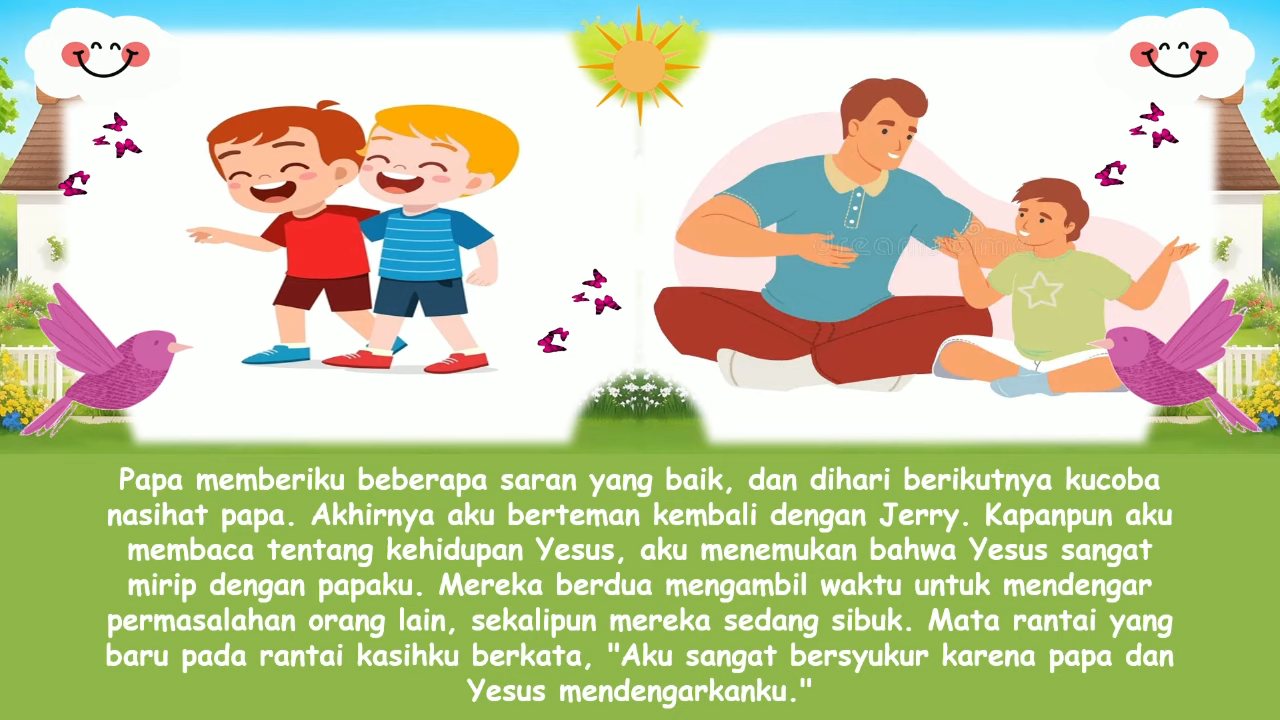 dreamstime
Papa memberiku beberapa saran yang baik, dan dihari berikutnya kucoba
nasihat papa. Akhirnya aku berteman kembali dengan Jerry. Kapanpun aku
membaca tentang kehidupan Yesus, aku menemukan bahwa Yesus sangat
mirip dengan papaku. Mereka berdua mengambil waktu untuk mendengar
permasalahan orang lain, sekalipun mereka sedang sibuk. Mata rantai yang
baru pada rantai kasihku berkata, "Aku sangat bersyukur karena papa dan
Yesus mendengarkanku."